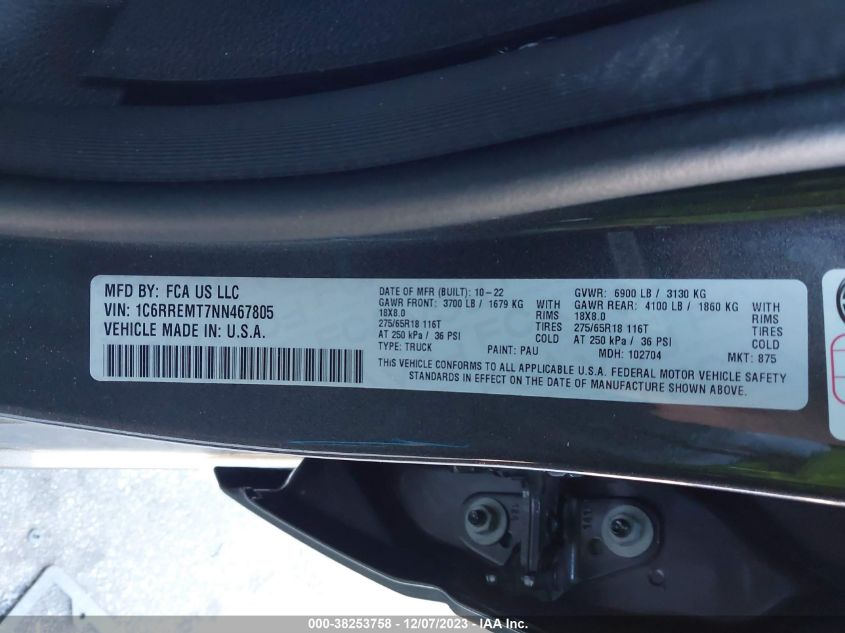 MFD BY: FCA US LLC
VIN: 1C6RREMT7NN467805
VEHICLE MADE IN U.S.A.
DATE OF MFR (BUILT): 10-22
GAWR FRONT: 3700 LB / 1679 KG WITH
18X8.0 RIMS
275/65R18 116T TIRES
AT 250 kPa / 36 PSI COLD
TYPE: TRUCK PAINT: PAU
GVWR: 6900 LB / 3130 KG
GAWR REAR: 4100 LB / 1860 KG WITH
18X8.0 RIMS
275/65R18 116T TIRES
AT 250 kPa / 36 PSI COLD
MDH: 102704 MKT: 875
THIS VEHICLE CONFORMS TO ALL APPLICABLE U.S.A. FEDERAL MOTOR VEHICLE SAFETY
STANDARDS IN EFFECT ON THE DATE OF MANUFACTURE SHOWN ABOVE.
000-38253758 - 12/07/2023 - IAA Inc.